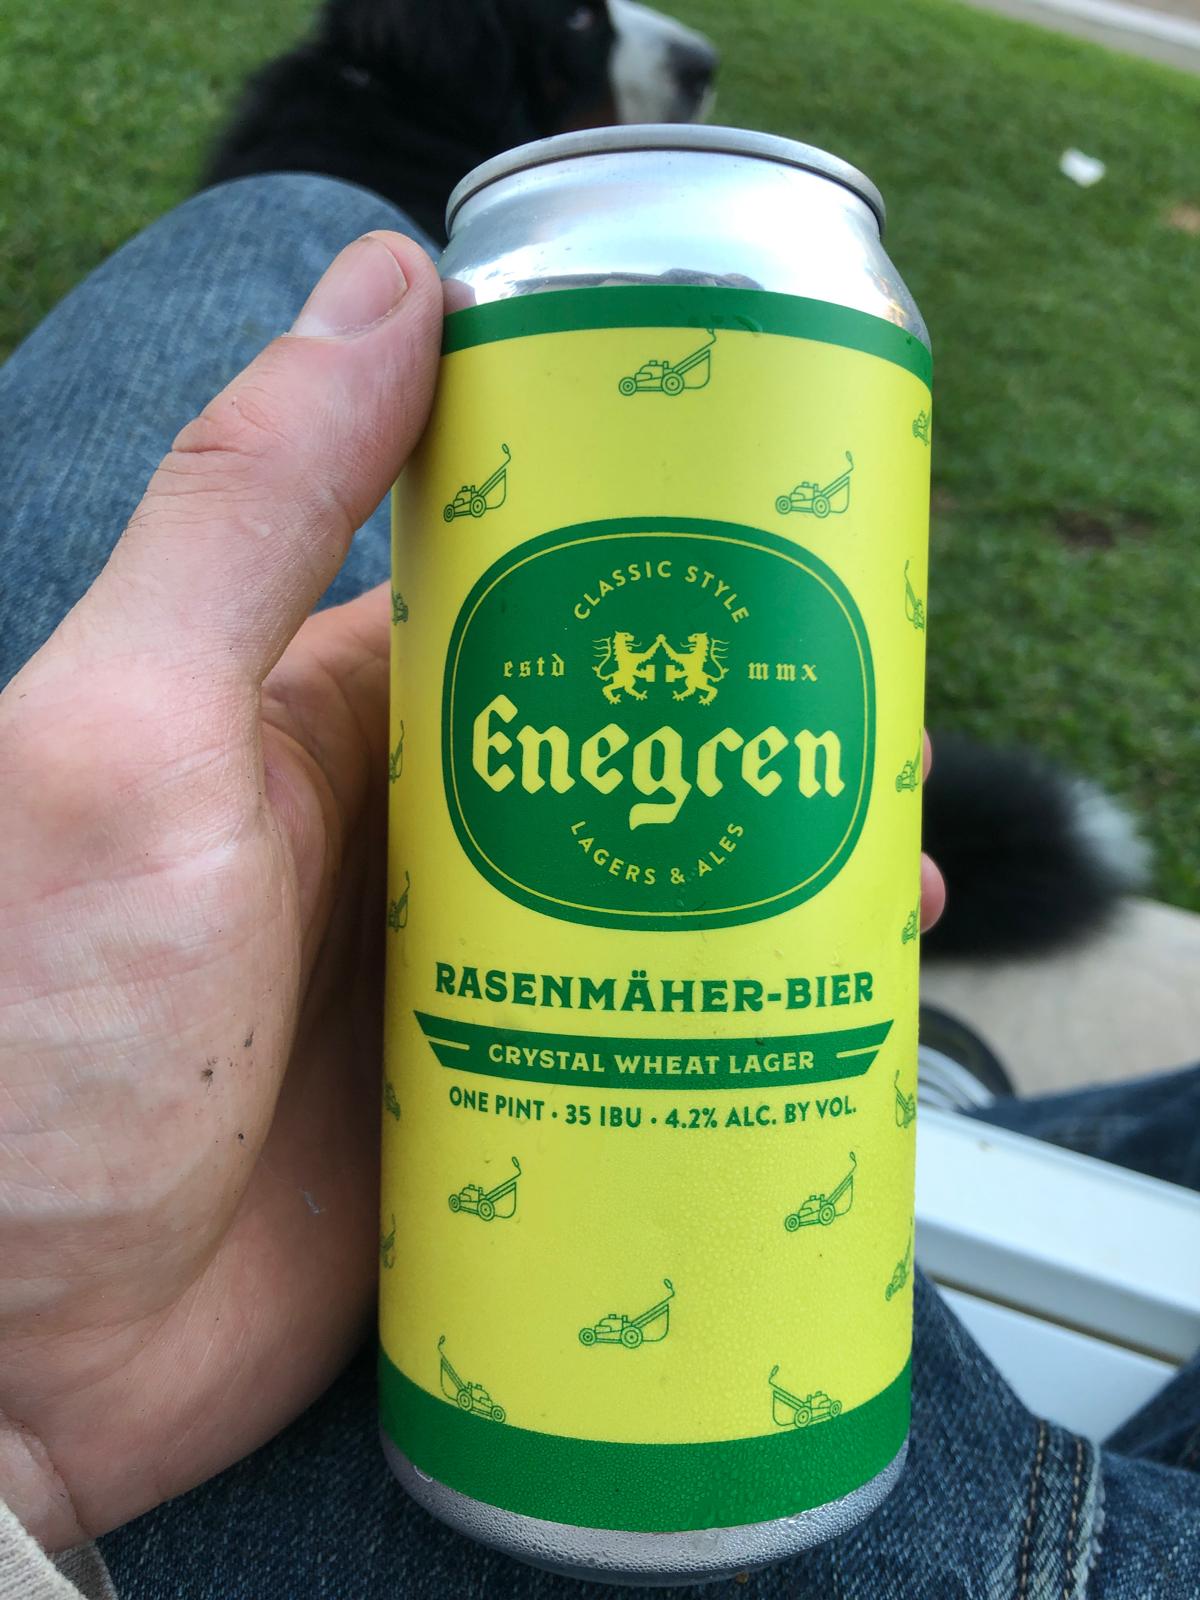 CLASSIC STYLE
estd mmx
Enegren
LAGERS & ALES
RASENMÄHER-BIER
CRYSTAL WHEAT LAGER
ONE PINT · 35 IBU · 4.2% ALC. BY VOL.